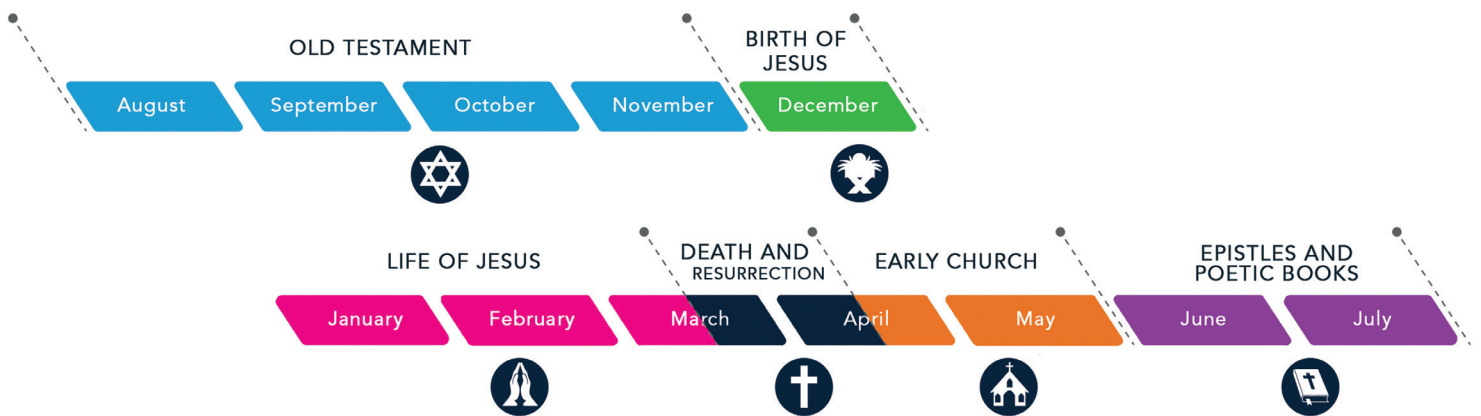 OLD TESTAMENT
BIRTH OF
JESUS
August September October November December
LIFE OF JESUS
DEATH AND
RESURRECTION
EARLY CHURCH
EPISTLES AND
POETIC BOOKS
January February March April May June July